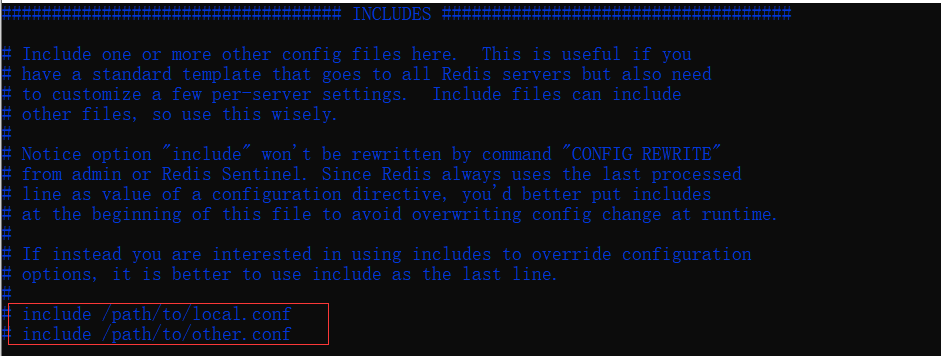 ################################## INCLUDES ###################################

# Include one or more other config files here.  This is useful if you
# have a standard template that goes to all Redis servers but also need
# to customize a few per-server settings.  Include files can include
# other files, so use this wisely.
#
# Notice option "include" won't be rewritten by command "CONFIG REWRITE"
# from admin or Redis Sentinel. Since Redis always uses the last processed
# line as value of a configuration directive, you'd better put includes
# at the beginning of this file to avoid overwriting config change at runtime.
#
# If instead you are interested in using includes to override configuration
# options, it is better to use include as the last line.
#
# include /path/to/local.conf
# include /path/to/other.conf